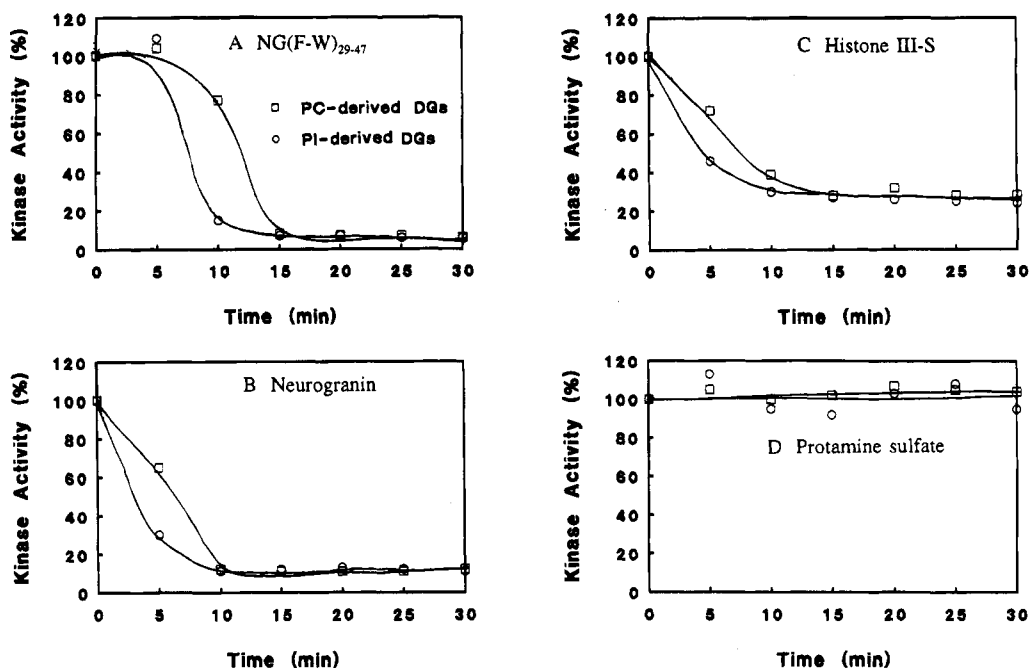 120
100
80
60
40
20
0
Kinase Activity (%)
A NG(F-W)29-47
□ PC-derived DGs
○ PI-derived DGs
0 5 10 15 20 25 30
Time (min)
120
100
80
60
40
20
0
Kinase Activity (%)
C Histone III-S
0 5 10 15 20 25 30
Time (min)
120
100
80
60
40
20
0
Kinase Activity (%)
B Neurogranin
0 5 10 15 20 25 30
Time (min)
120
100
80
60
40
20
0
Kinase Activity (%)
D Protamine sulfate
0 5 10 15 20 25 30
Time (min)